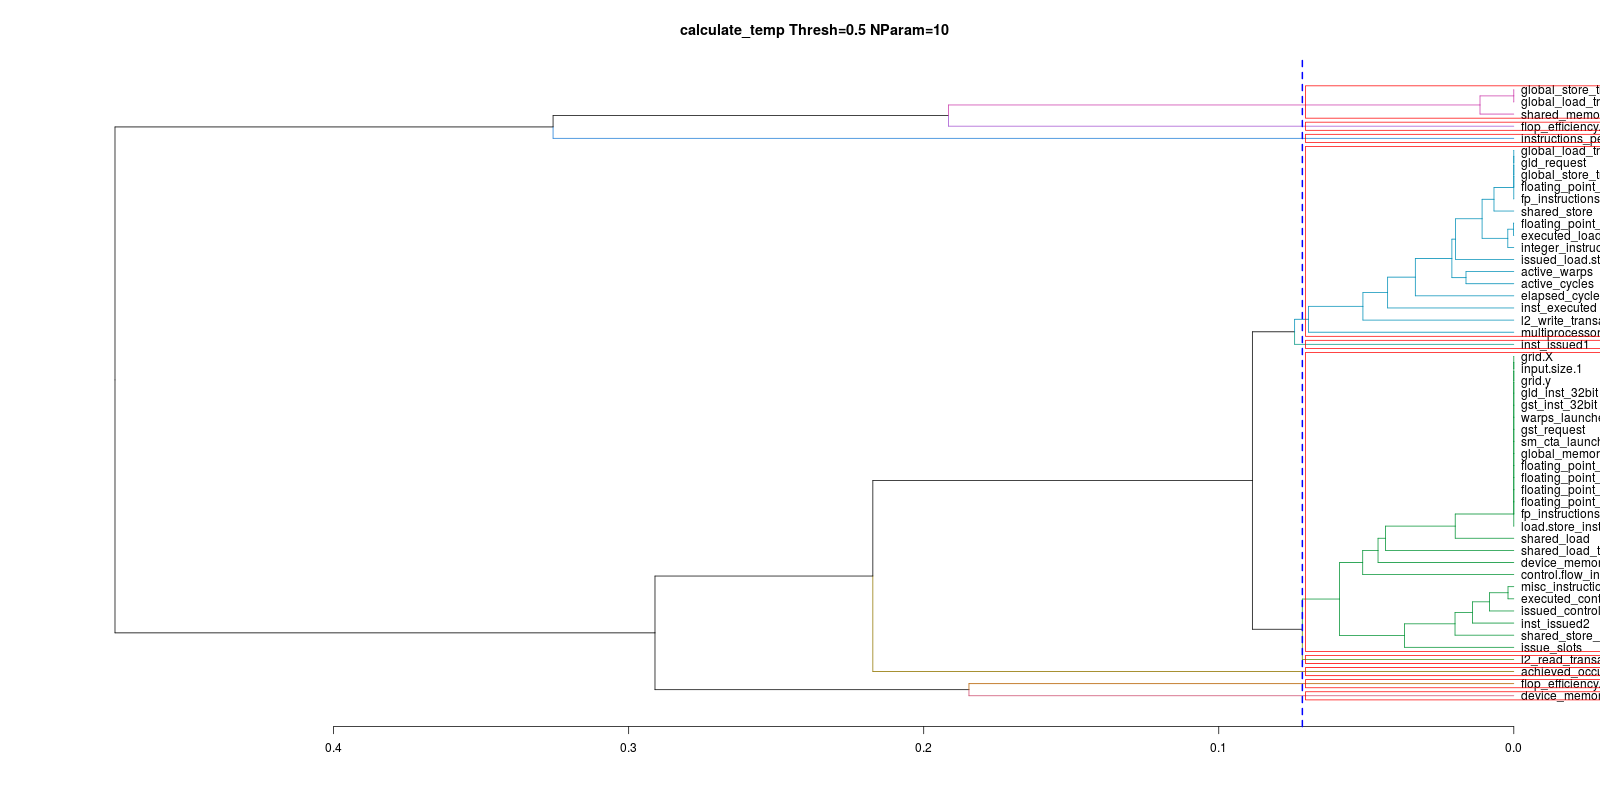 calculate_temp Thresh=0.5 NParam=10
global_store_t
global_load_tr
shared_memo
flop_efficiency
instructions_pe
global_load_tr
gld_request
global_store_t
floating_point_
fp_instructions
shared_store
floating_point_
executed_load
integer_instruc
issued_load.st
active_warps
active_cycles
elapsed_cycle
inst_executed
l2_write_transa
multiprocessor
inst_issued1
grid.X
input.size.1
grid.y
gld_inst_32bit
gst_inst_32bit
warps_launche
gst_request
sm_cta_launch
global_memor
floating_point_
floating_point_
floating_point_
floating_point_
fp_instructions
load.store_inst
shared_load
shared_load_t
device_memor
control.flow_in
misc_instructio
executed_cont
issued_control
inst_issued2
shared_store_
issue_slots
l2_read_transa
achieved_occu
flop_efficiency.
device_memor
0.4 0.3 0.2 0.1 0.0